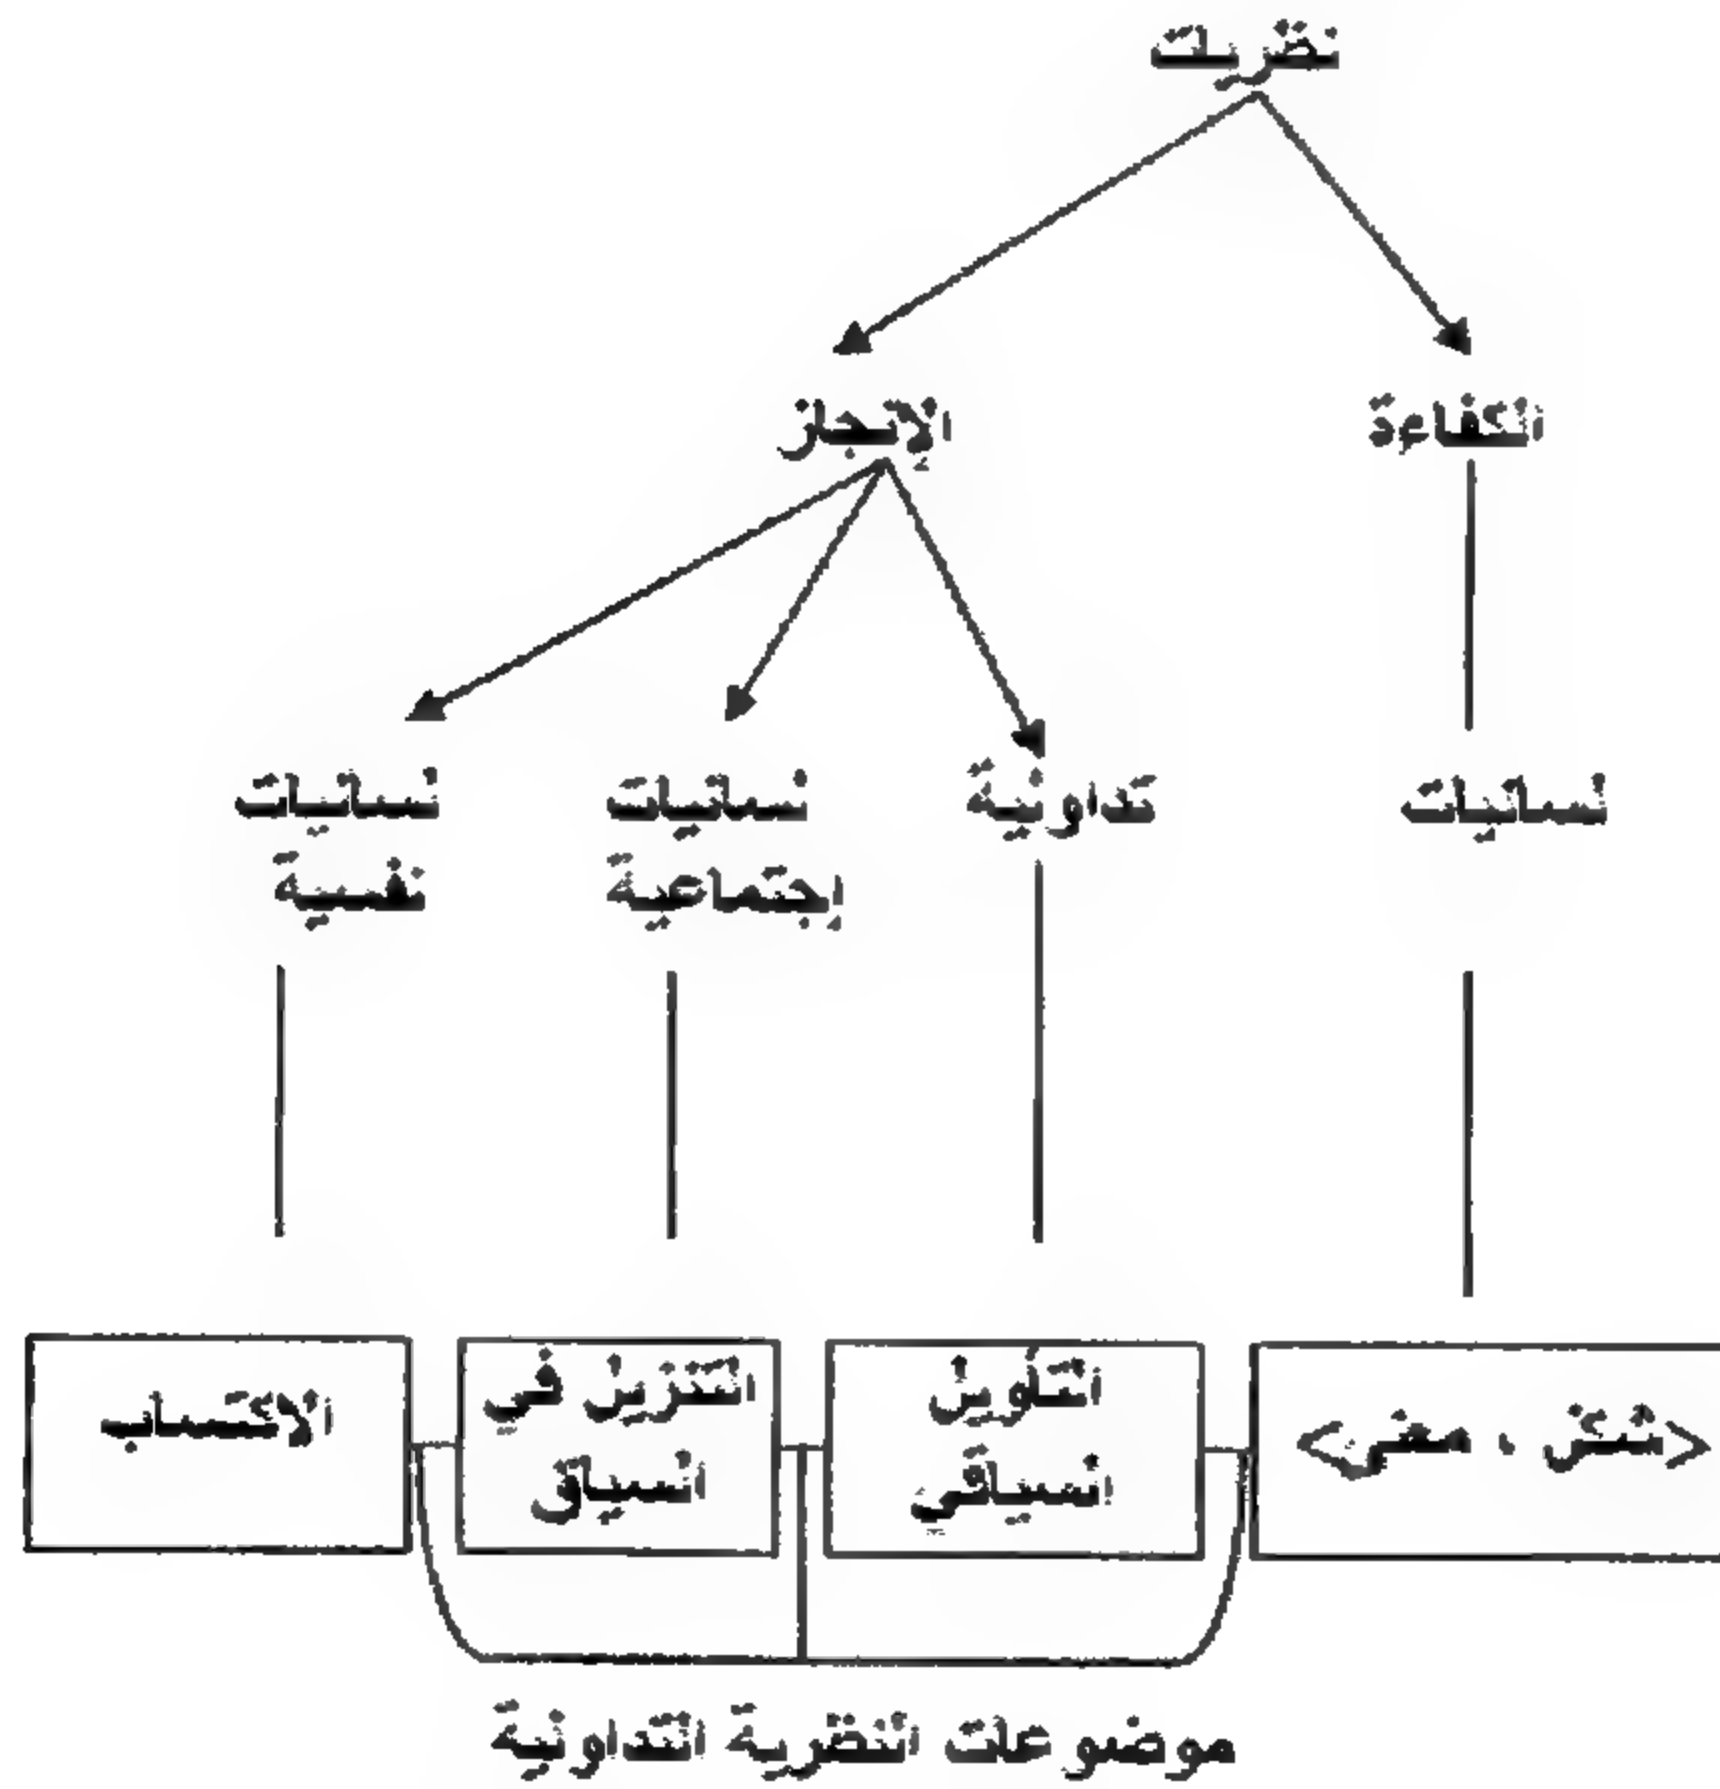 نظريات
الكفاءة
الإنجاز
لسانيات
تداولية
لسانيات
إجتماعية
لسانيات
نفسية
<شكل ، معنى>
التأويل
السياقي
التنزيل في
السياق
الاكتساب
موضوعات النظرية التداولية